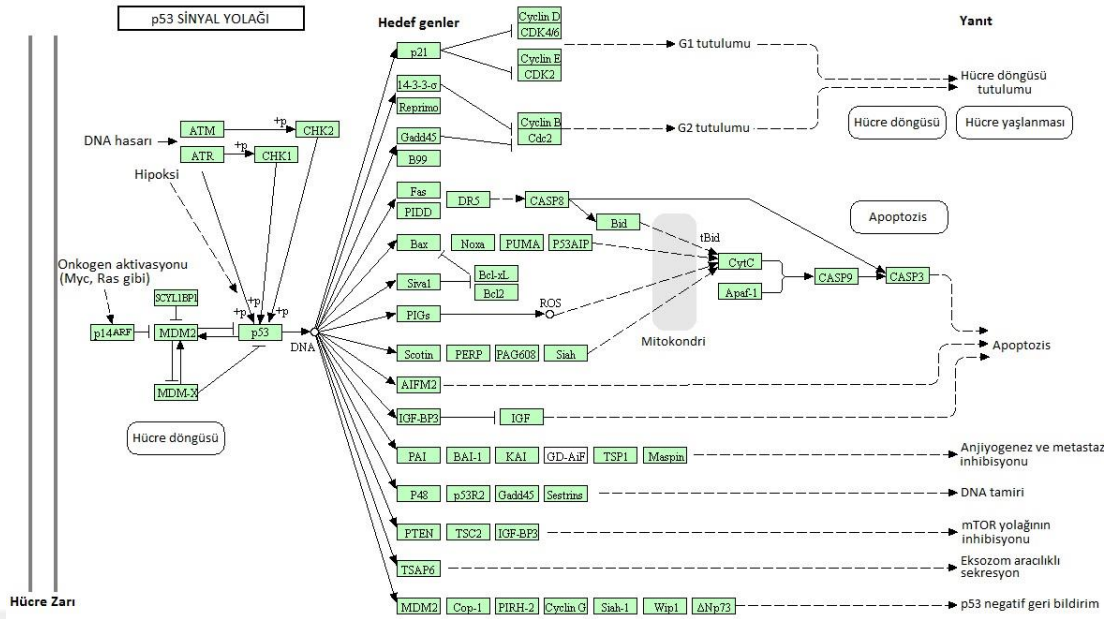 p53 SİNYAL YOLAĞI
Hedef genler
Yanıt
Cyclin D
CDK4/6
p21
G1 tutulumu
Cyclin E
CDK2
Hücre döngüsü
tutulumu
14-3-3-σ
Reprimo
Cyclin B
Cdc2
G2 tutulumu
Hücre döngüsü
Hücre yaşlanması
Gadd45
B99
DNA hasarı
ATM
+p
CHK2
ATR
+p
CHK1
Hipoksi
Fas
PIDD
DR5
CASP8
Bid
Apoptozis
tBid
Bax
Noxa
PUMA
P53AIP
CytC
Bcl-xL
Bcl2
Siva1
CASP9
CASP3
Apaf-1
Onkogen aktivasyonu
(Myc, Ras gibi)
SCYL1BP1
+p
+p
+p
p14ARF
MDM2
p53
DNA
MDM-X
Hücre döngüsü
PIGs
ROS
Mitokondri
Scotin
PERP
PAG608
Siah
Apoptozis
AIFM2
IGF-BP3
IGF
PAI
BAI-1
KAI
GD-AiF
TSP1
Maspin
Anjiyogenez ve metastaz
inhibisyonu
P48
p53R2
Gadd45
Sestrins
DNA tamiri
PTEN
TSC2
IGF-BP3
mTOR yolağının
inhibisyonu
TSAP6
Eksozom aracılıklı
sekresyon
MDM2
Cop-1
PIRH-2
Cyclin G
Siah-1
Wip1
ΔNp73
p53 negatif geri bildirim
Hücre Zarı